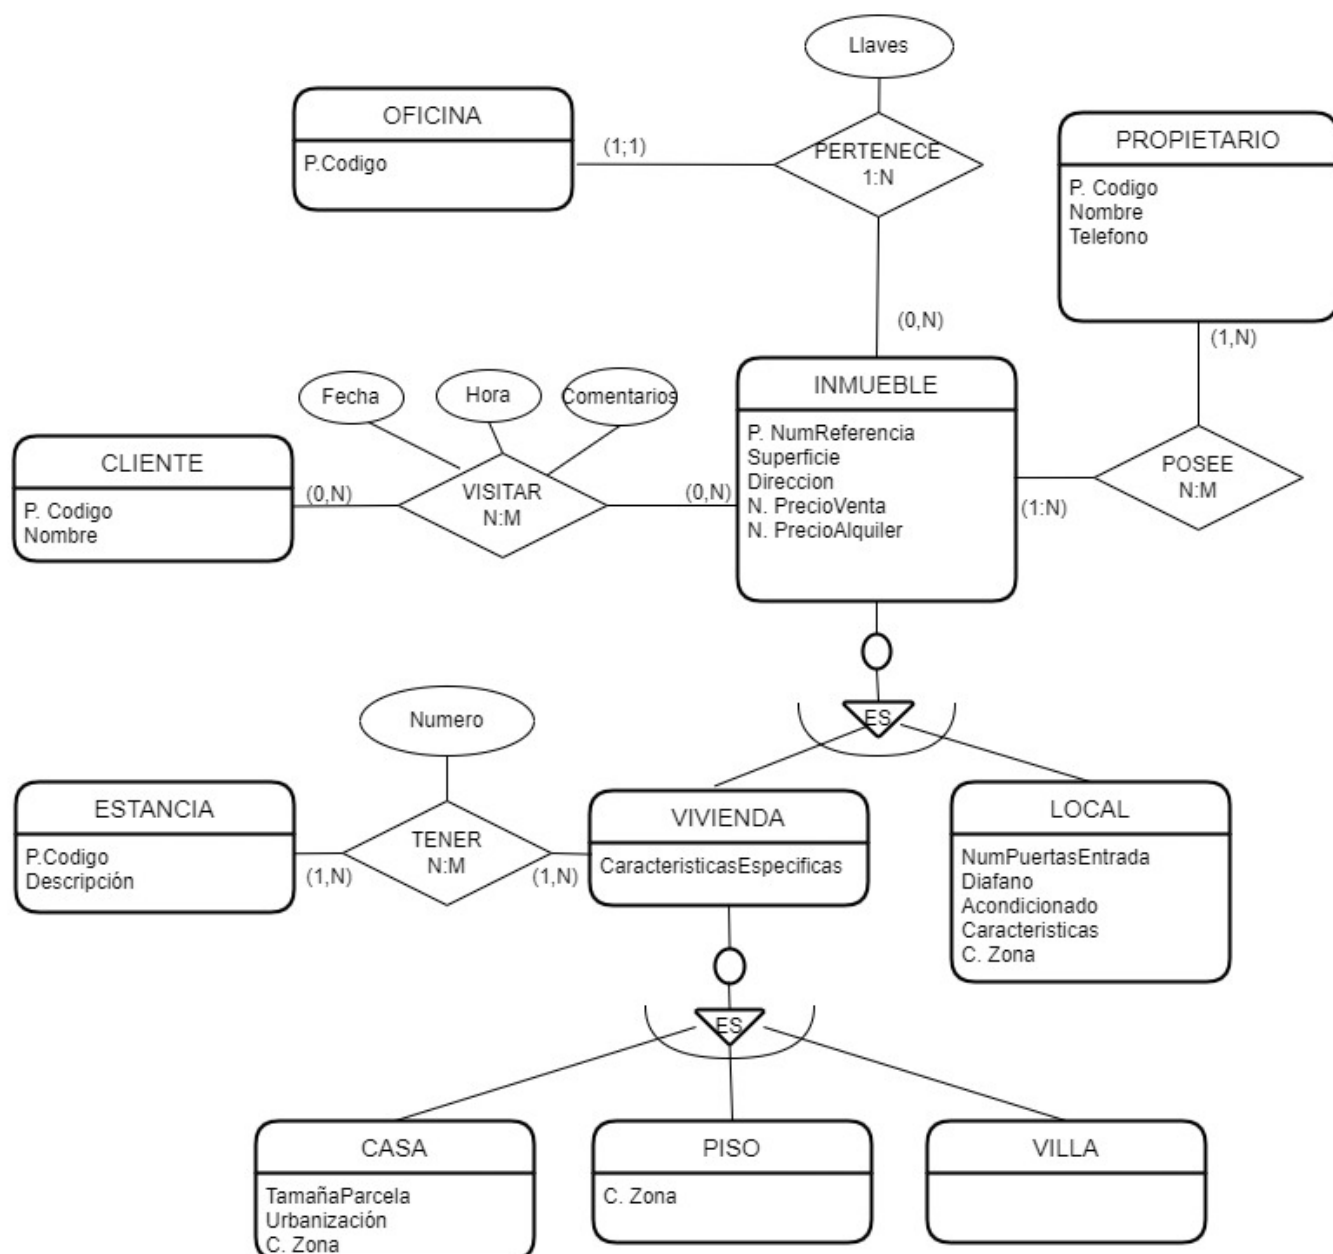 Llaves
OFICINA
P.Codigo
(1;1)
PERTENECE
1:N
PROPIETARIO
P. Codigo
Nombre
Telefono
(0,N)
(1,N)
Fecha
Hora
Comentarios
INMUEBLE
P. NumReferencia
Superficie
Direccion
N. PrecioVenta
N. PrecioAlquiler
CLIENTE
P. Codigo
Nombre
(0,N)
VISITAR
N:M
(0,N)
(1:N)
POSEE
N:M
ES
Numero
ESTANCIA
P.Codigo
Descripción
(1,N)
TENER
N:M
(1,N)
VIVIENDA
CaracteristicasEspecificas
LOCAL
NumPuertasEntrada
Diafano
Acondicionado
Caracteristicas
C. Zona
ES
CASA
TamañaParcela
Urbanización
C. Zona
PISO
C. Zona
VILLA